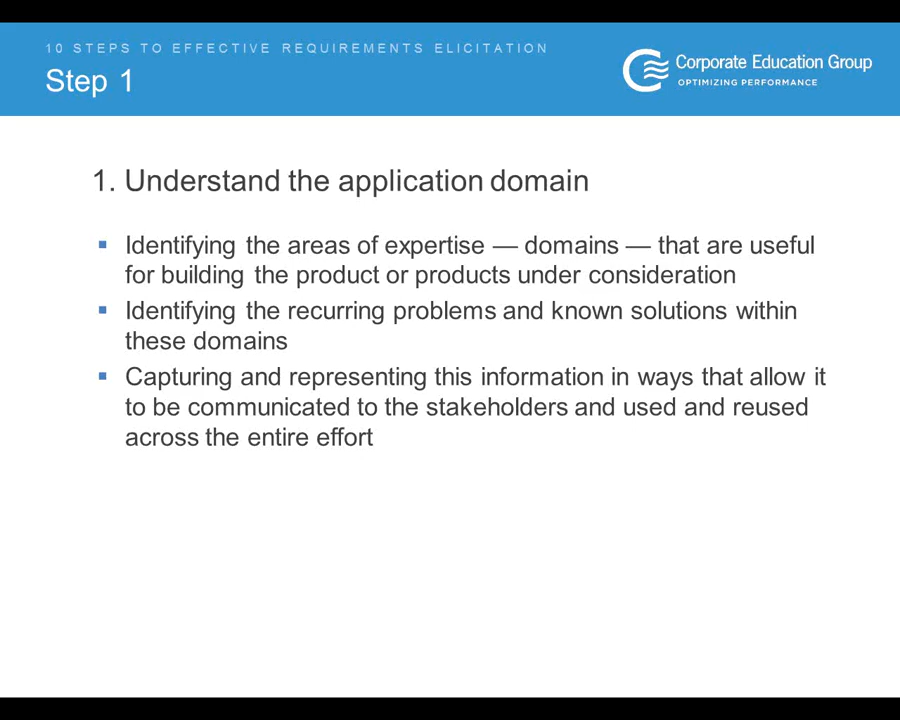 10 STEPS TO EFFECTIVE REQUIREMENTS ELICITATION
Step 1
Corporate Education Group
OPTIMIZING PERFORMANCE
1. Understand the application domain
▪ Identifying the areas of expertise — domains — that are useful
for building the product or products under consideration
▪ Identifying the recurring problems and known solutions within
these domains
▪ Capturing and representing this information in ways that allow it
to be communicated to the stakeholders and used and reused
across the entire effort